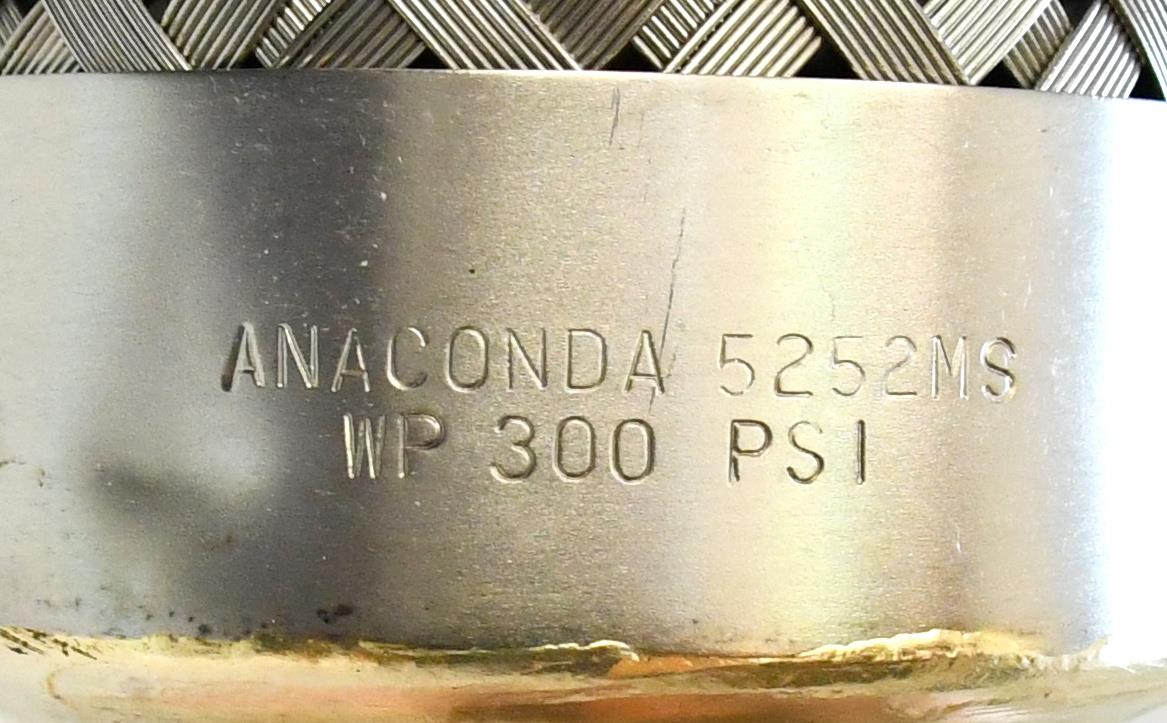 ANACONDA 5252MS
WP 300 PSI